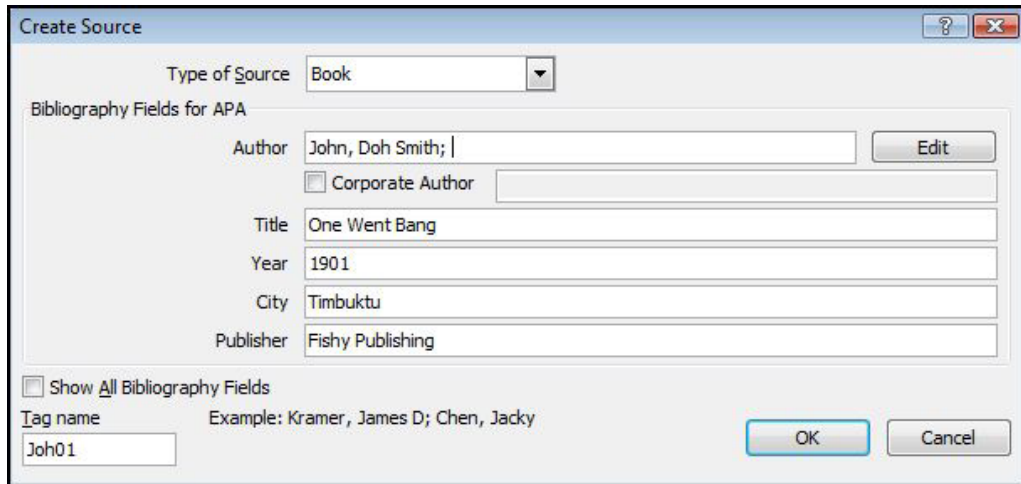 Create Source
Type of Source Book
Bibliography Fields for APA
Author John, Doh Smith; Edit
Corporate Author
Title One Went Bang
Year 1901
City Timbuktu
Publisher Fishy Publishing
Show All Bibliography Fields
Tag name Example: Kramer, James D; Chen, Jacky
Joh01 OK Cancel